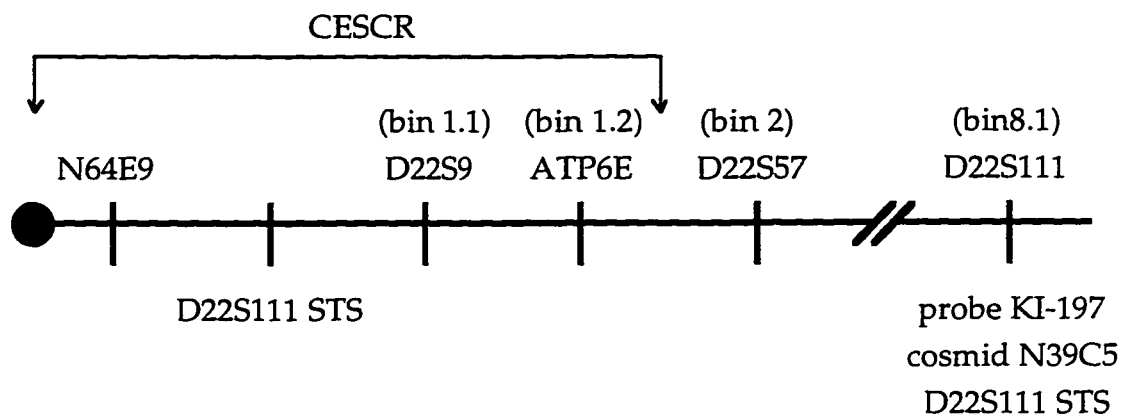 CESCR
(bin 1.1) (bin 1.2) (bin 2) (bin8.1)
N64E9 D22S9 ATP6E D22S57 D22S111
D22S111 STS probe KI-197
cosmid N39C5
D22S111 STS